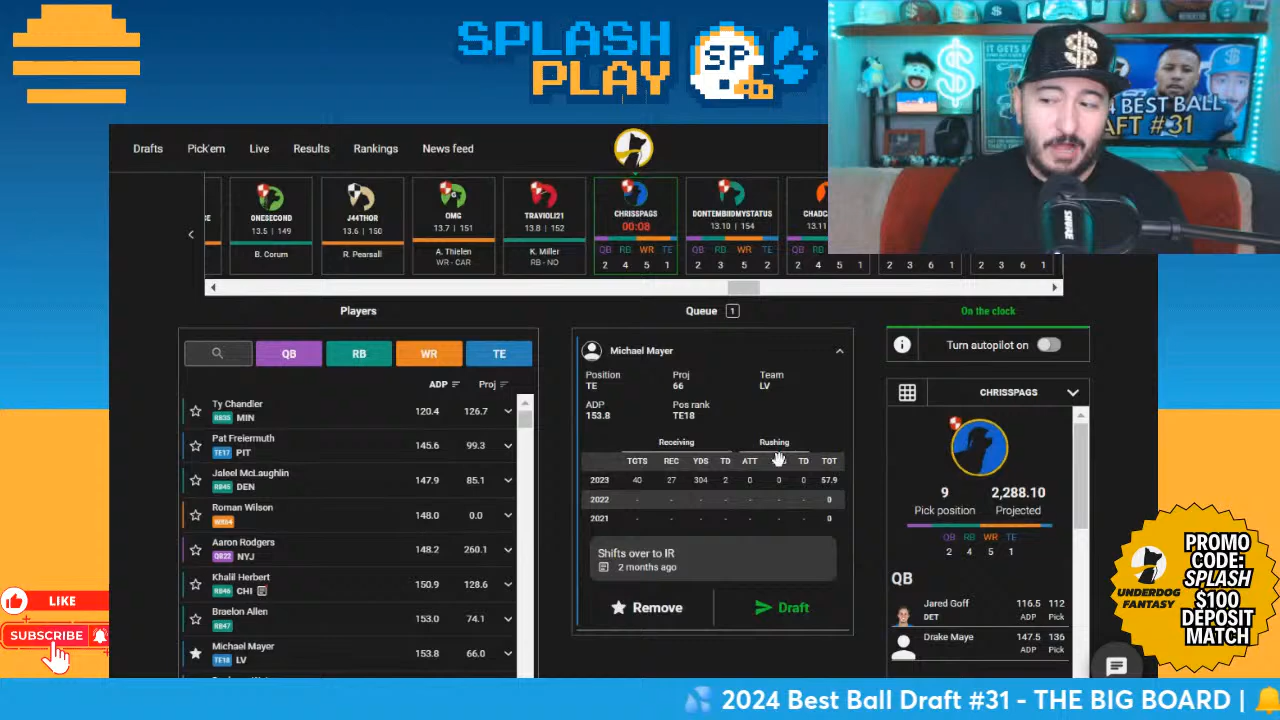 SPLASH
PLAY
SP
IT GETS
$
$
4 BEST BALL
AFT #31
Drafts
Pick'em
Live
Results
Rankings
News feed
ONESECOND
13.5 | 149
B. Corum
J44THOR
13.6 | 150
R. Pearsall
OMG
13.7 | 151
A. Thielen
WR - CAR
TRAVIOLI21
13.8 | 152
K. Miller
RB - NO
CHRISSPAGS
00:08
QB RB WR TE
2 4 5 1
DONTEMBIIDMYSTATUS
13.10 | 154
QB RB WR TE
2 3 5 2
CHADC
13.11
2 4 5 1
2 3 6 1
2 3 6 1
Players
QB
RB
WR
TE
ADP
Proj
Ty Chandler
RB35 MIN
120.4
126.7
Pat Freiermuth
TE17 PIT
145.6
99.3
Jaleel McLaughlin
RB45 DEN
147.9
85.1
Roman Wilson
148.0
0.0
Aaron Rodgers
QB22 NYJ
148.2
260.1
Khalil Herbert
RB46 CHI
150.9
128.6
Braelon Allen
RB47
153.0
74.1
Michael Mayer
TE18 LV
153.8
66.0
Queue 1
Michael Mayer
Position
TE
Proj
66
Team
LV
ADP
153.8
Pos rank
TE18
Receiving
Rushing
TGTS REC YDS TD ATT TD TOT
2023 40 27 304 2 0 0 0 57.9
2022 - - - - - - - 0
2021 - - - - - - - 0
Shifts over to IR
2 months ago
Remove
Draft
On the clock
Turn autopilot on
CHRISSPAGS
9
Pick position
2,288.10
Projected
QB RB WR TE
2 4 5 1
QB
Jared Goff
DET
116.5 112
ADP Pick
Drake Maye
147.5 136
ADP Pick
LIKE
SUBSCRIBE
UNDERDOG
FANTASY
PROMO
CODE:
SPLASH
$100
DEPOSIT
MATCH
2024 Best Ball Draft #31 - THE BIG BOARD |